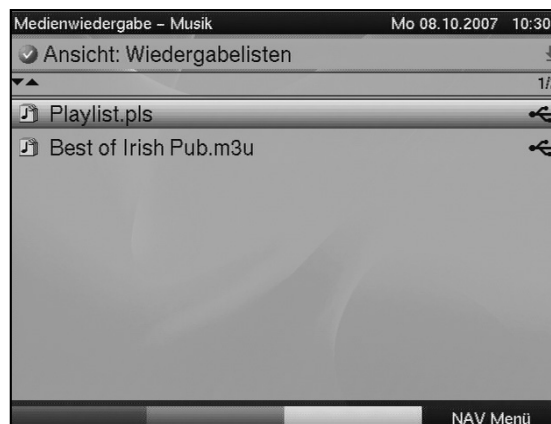 Medienwiedergabe – Musik Mo 08.10.2007 10:30
Ansicht: Wiedergabelisten
1/
Playlist.pls
Best of Irish Pub.m3u
NAV Menü